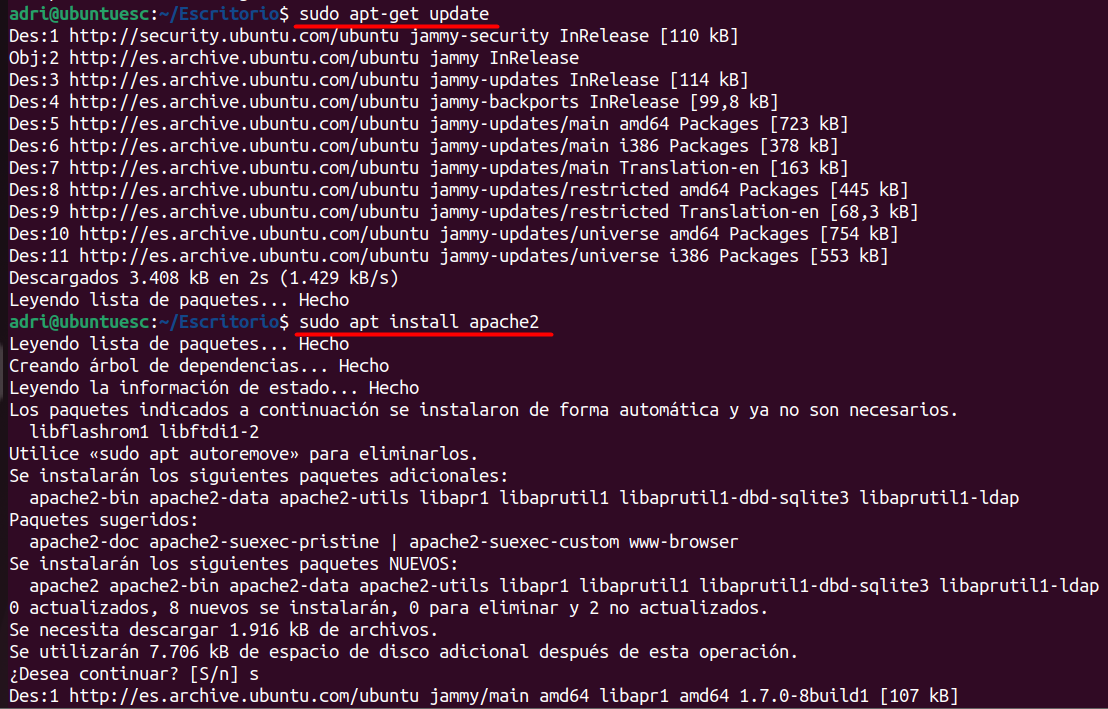 adri@ubuntuesc:~/Escritorio$ sudo apt-get update
Des:1 http://security.ubuntu.com/ubuntu jammy-security InRelease [110 kB]
Obj:2 http://es.archive.ubuntu.com/ubuntu jammy InRelease
Des:3 http://es.archive.ubuntu.com/ubuntu jammy-updates InRelease [114 kB]
Des:4 http://es.archive.ubuntu.com/ubuntu jammy-backports InRelease [99,8 kB]
Des:5 http://es.archive.ubuntu.com/ubuntu jammy-updates/main amd64 Packages [723 kB]
Des:6 http://es.archive.ubuntu.com/ubuntu jammy-updates/main i386 Packages [378 kB]
Des:7 http://es.archive.ubuntu.com/ubuntu jammy-updates/main Translation-en [163 kB]
Des:8 http://es.archive.ubuntu.com/ubuntu jammy-updates/restricted amd64 Packages [445 kB]
Des:9 http://es.archive.ubuntu.com/ubuntu jammy-updates/restricted Translation-en [68,3 kB]
Des:10 http://es.archive.ubuntu.com/ubuntu jammy-updates/universe amd64 Packages [754 kB]
Des:11 http://es.archive.ubuntu.com/ubuntu jammy-updates/universe i386 Packages [553 kB]
Descargados 3.408 kB en 2s (1.429 kB/s)
Leyendo lista de paquetes... Hecho
adri@ubuntuesc:~/Escritorio$ sudo apt install apache2
Leyendo lista de paquetes... Hecho
Creando árbol de dependencias... Hecho
Leyendo la información de estado... Hecho
Los paquetes indicados a continuación se instalaron de forma automática y ya no son necesarios.
  libflashrom1 libftdi1-2
Utilice «sudo apt autoremove» para eliminarlos.
Se instalarán los siguientes paquetes adicionales:
  apache2-bin apache2-data apache2-utils libapr1 libaprutil1 libaprutil1-dbd-sqlite3 libaprutil1-ldap
Paquetes sugeridos:
  apache2-doc apache2-suexec-pristine | apache2-suexec-custom www-browser
Se instalarán los siguientes paquetes NUEVOS:
  apache2 apache2-bin apache2-data apache2-utils libapr1 libaprutil1 libaprutil1-dbd-sqlite3 libaprutil1-ldap
0 actualizados, 8 nuevos se instalarán, 0 para eliminar y 2 no actualizados.
Se necesita descargar 1.916 kB de archivos.
Se utilizarán 7.706 kB de espacio de disco adicional después de esta operación.
¿Desea continuar? [S/n] s
Des:1 http://es.archive.ubuntu.com/ubuntu jammy/main amd64 libapr1 amd64 1.7.0-8build1 [107 kB]